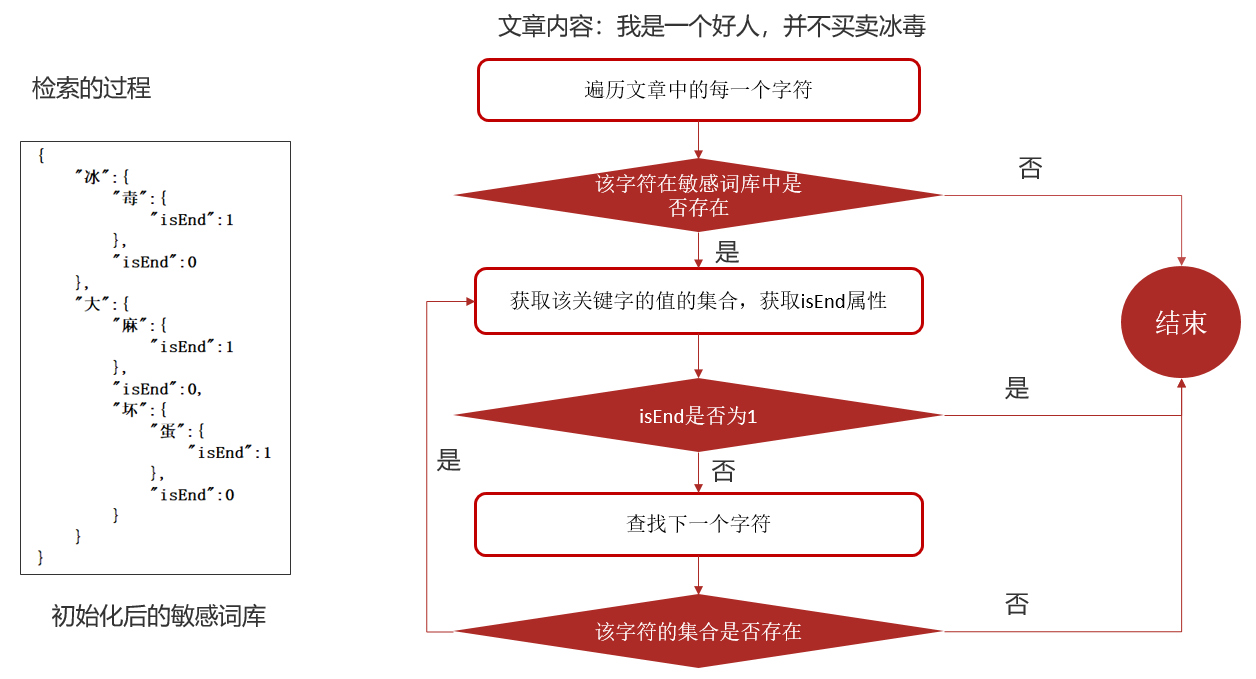 文章内容：我是一个好人，并不买卖冰毒
检索的过程
{
"冰":{
"毒":{
"isEnd":1
},
"isEnd":0
},
"大":{
"麻":{
"isEnd":1
},
"isEnd":0,
"坏":{
"蛋":{
"isEnd":1
},
"isEnd":0
}
}
}
初始化后的敏感词库
遍历文章中的每一个字符
该字符在敏感词库中是
否存在
否
是
获取该关键字的值的集合，获取isEnd属性
结束
isEnd是否为1
是
否
是
查找下一个字符
该字符的集合是否存在
否